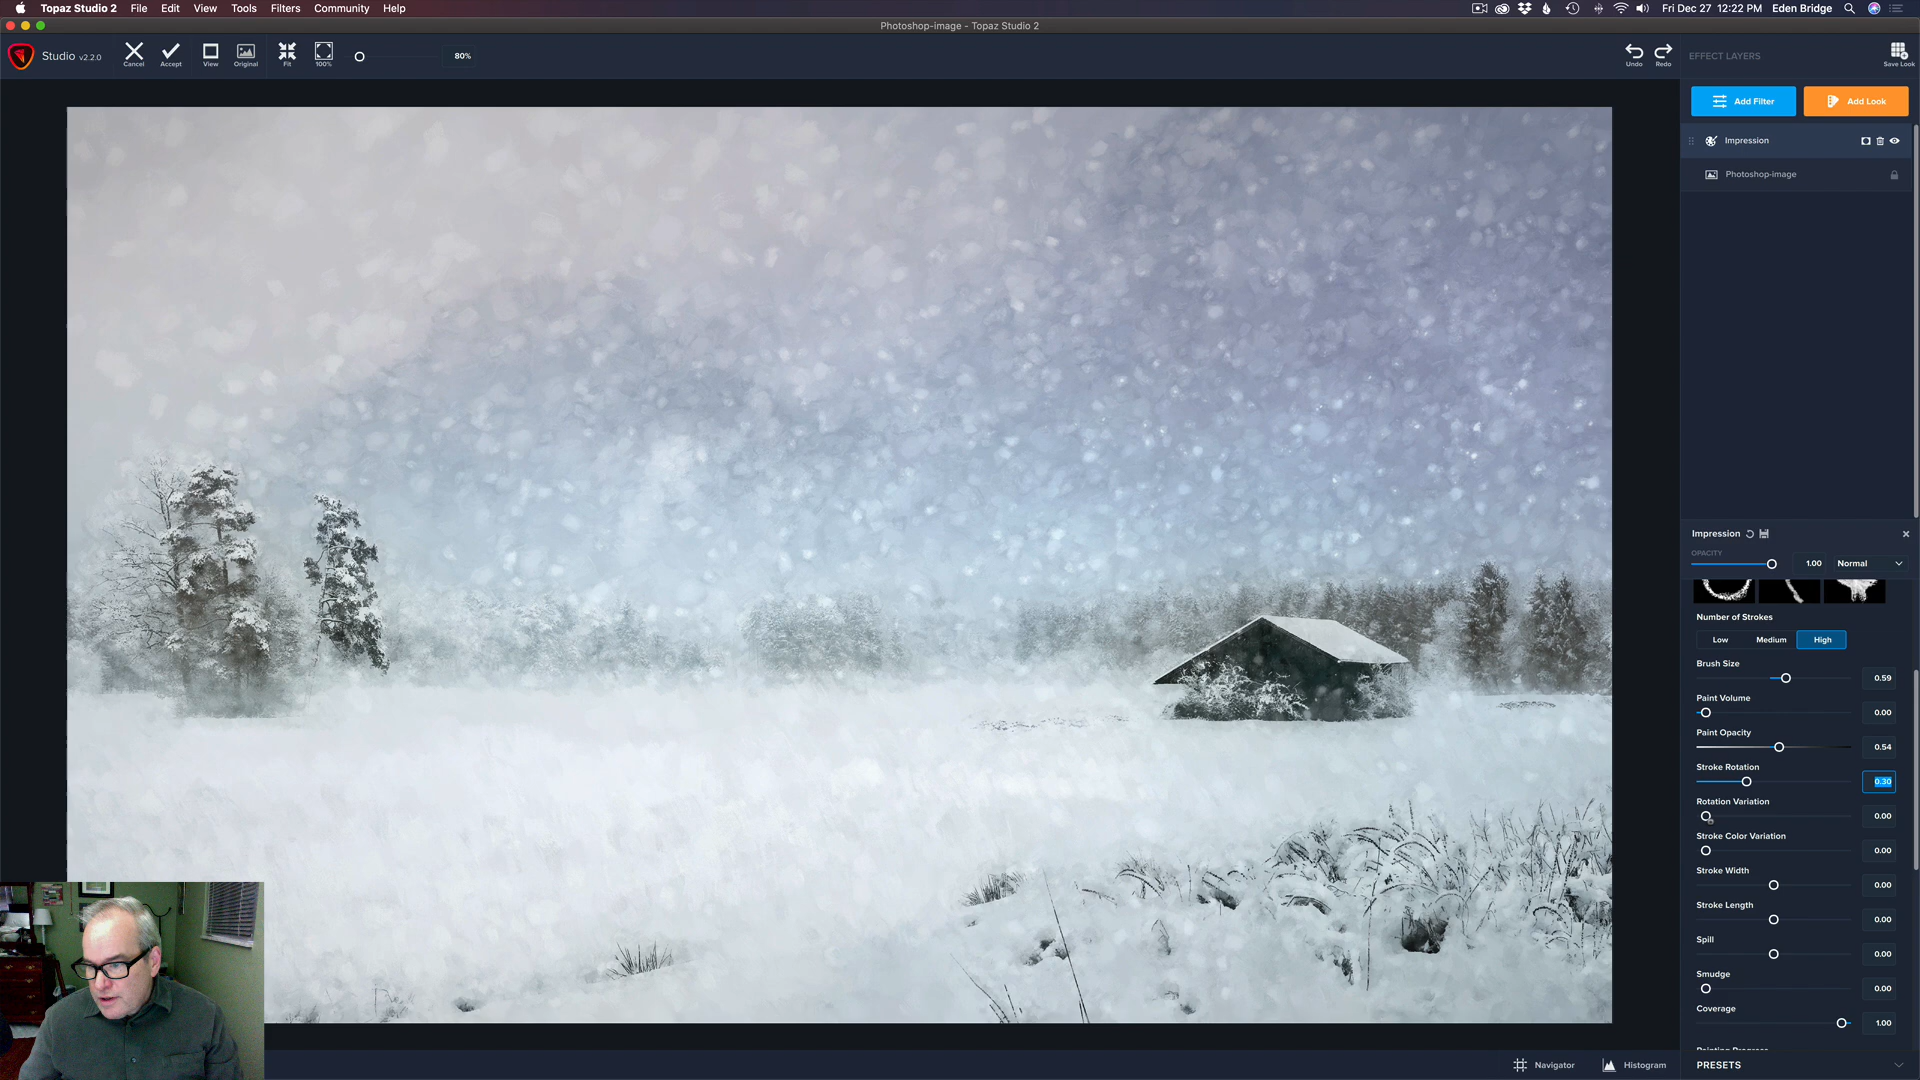 Topaz Studio 2 File Edit View Tools Filters Community Help
Fri Dec 27 12:22 PM Eden Bridge
Photoshop-image - Topaz Studio 2
Studio v2.2.0
Cancel Accept View Original Fit 100%
80%
Undo Redo
EFFECT LAYERS
Save Look
Add Filter Add Look
Impression
Photoshop-image
Impression
OPACITY
1.00 Normal
Number of Strokes
Low Medium High
Brush Size
0.59
Paint Volume
0.00
Paint Opacity
0.54
Stroke Rotation
0.30
Rotation Variation
0.00
Stroke Color Variation
0.00
Stroke Width
0.00
Stroke Length
0.00
Spill
0.00
Smudge
0.00
Coverage
1.00
Navigator Histogram
PRESETS